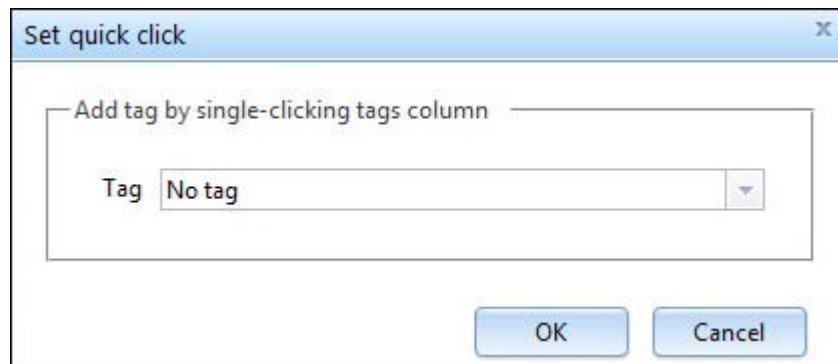 Set quick click
x
Add tag by single-clicking tags column
Tag No tag
OK Cancel